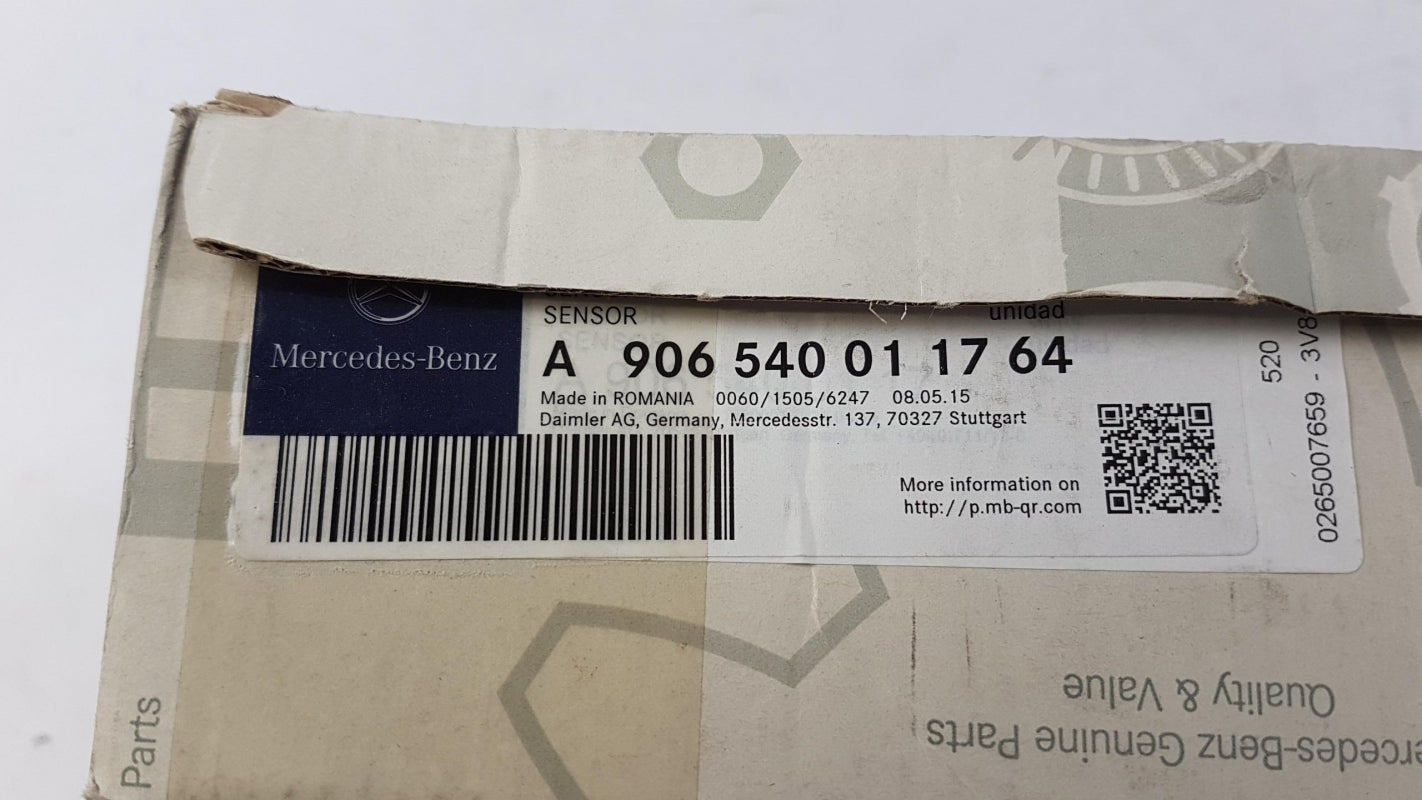 SENSOR
unidad
Mercedes-Benz
A 906 540 01 17 64
Made in ROMANIA 0060/1505/6247 08.05.15
Daimler AG, Germany, Mercedesstr. 137, 70327 Stuttgart
More information on
http://p.mb-qr.com
520
0265007659 - 3V8
Parts
Quality & Value
rcedes-Benz Genuine Parts